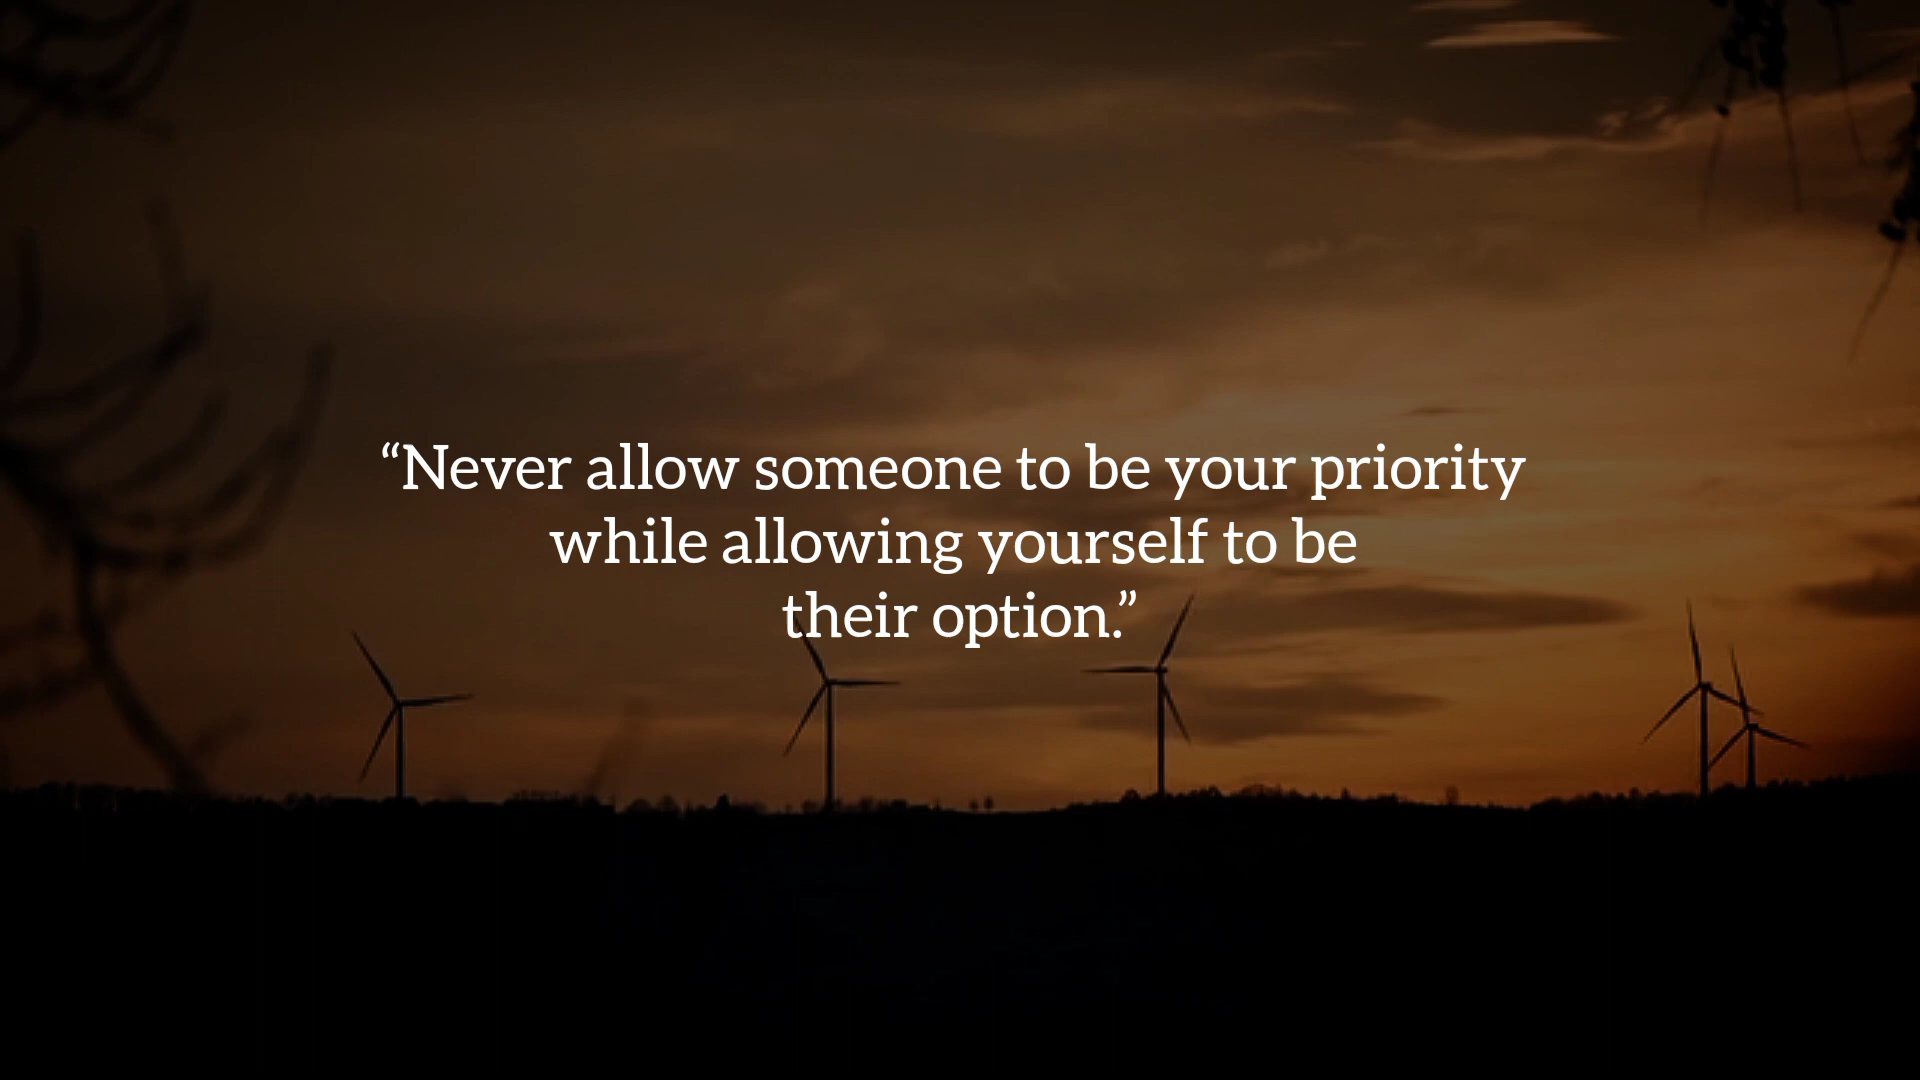 “Never allow someone to be your priority
while allowing yourself to be
their option.”